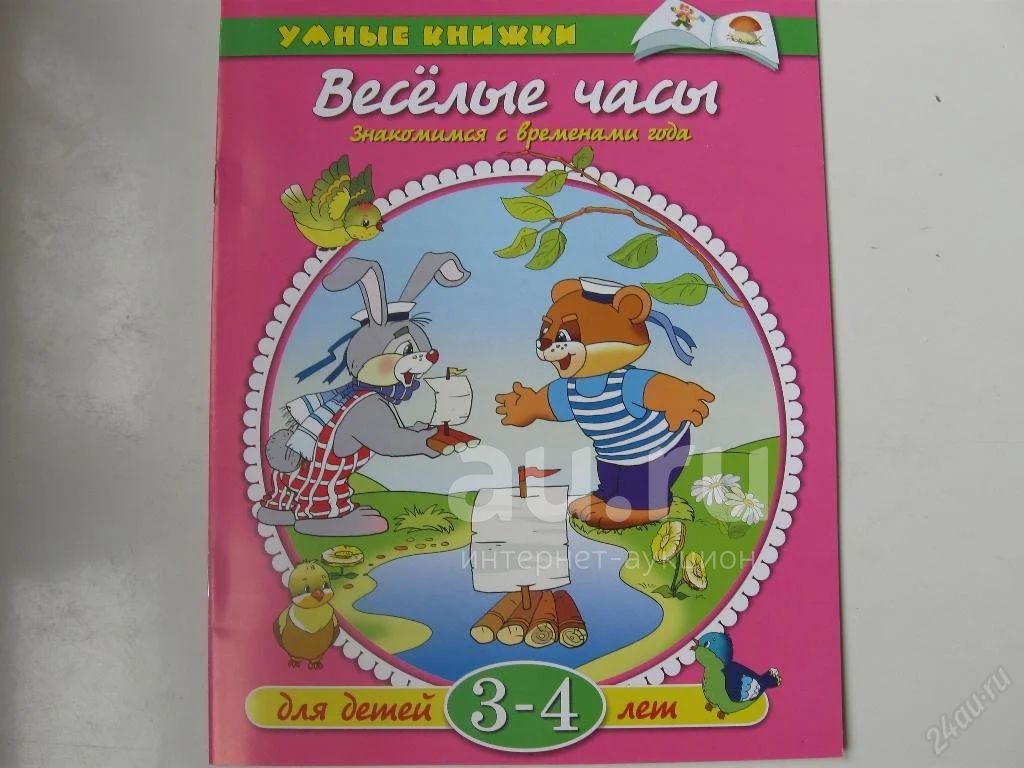 УМНЫЕ КНИЖКИ
Весёлые часы
Знакомимся с временами года
au.ru
интернет-аукцион
для детей 3-4 лет
24au.ru